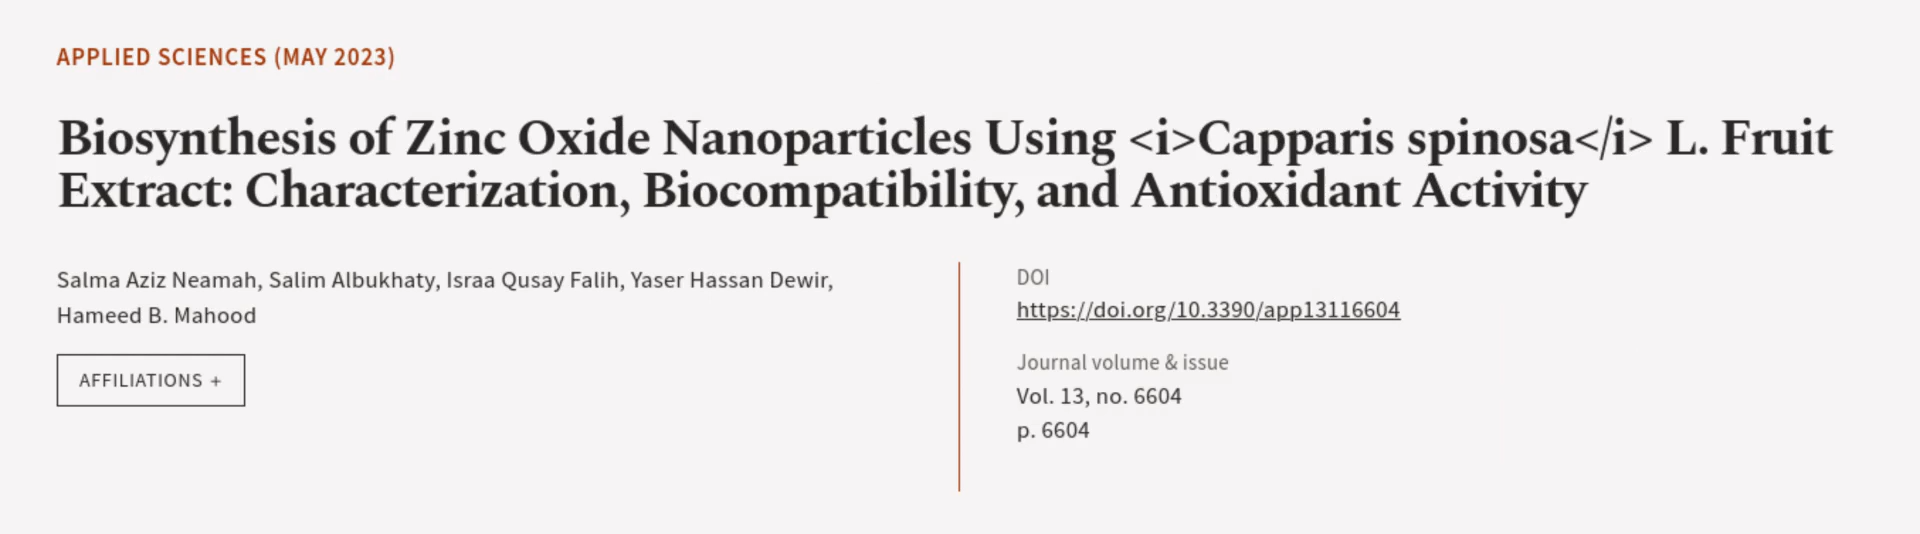 APPLIED SCIENCES (MAY 2023)
Biosynthesis of Zinc Oxide Nanoparticles Using <i>Capparis spinosa</i> L. Fruit
Extract: Characterization, Biocompatibility, and Antioxidant Activity
Salma Aziz Neamah, Salim Albukhaty, Israa Qusay Falih, Yaser Hassan Dewir,
Hameed B. Mahood
AFFILIATIONS +
DOI
https://doi.org/10.3390/app13116604
Journal volume & issue
Vol. 13, no. 6604
p. 6604